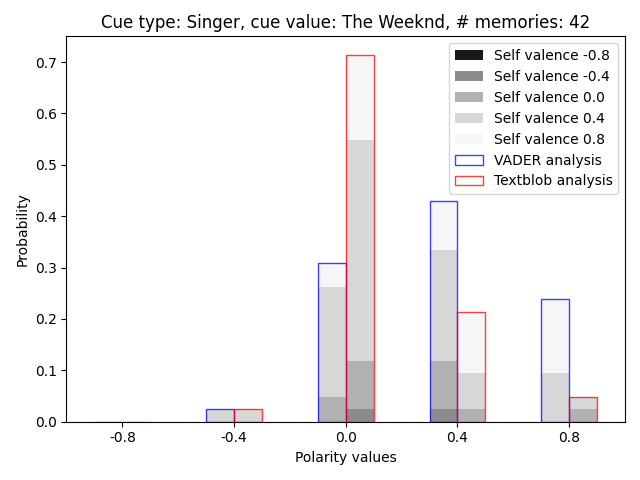 Cue type: Singer, cue value: The Weeknd, # memories: 42
Self valence -0.8
Self valence -0.4
Self valence 0.0
Self valence 0.4
Self valence 0.8
VADER analysis
Textblob analysis
Probability
0.7
0.6
0.5
0.4
0.3
0.2
0.1
0.0
-0.8 -0.4 0.0 0.4 0.8
Polarity values